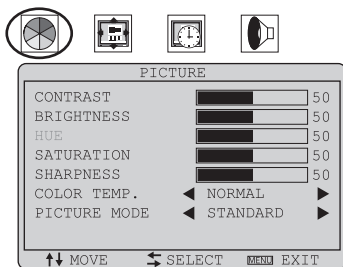 PICTURE
CONTRAST 50
BRIGHTNESS 50
HUE 50
SATURATION 50
SHARPNESS 50
COLOR TEMP. NORMAL
PICTURE MODE STANDARD
MOVE SELECT MENU EXIT